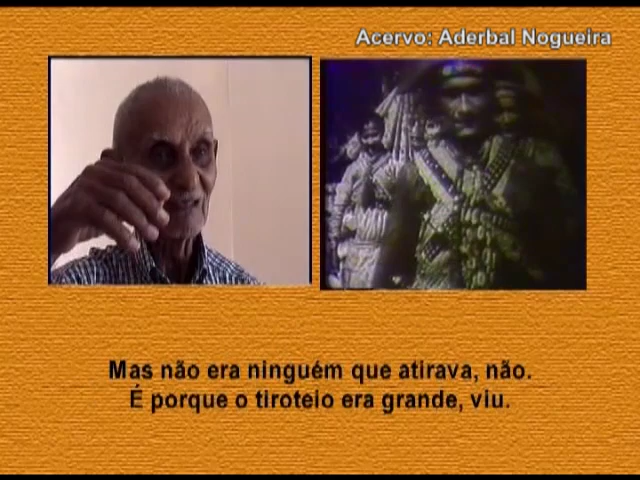 Acervo: Aderbal Nogueira
Mas não era ninguém que atirava, não.
É porque o tiroteio era grande, viu.